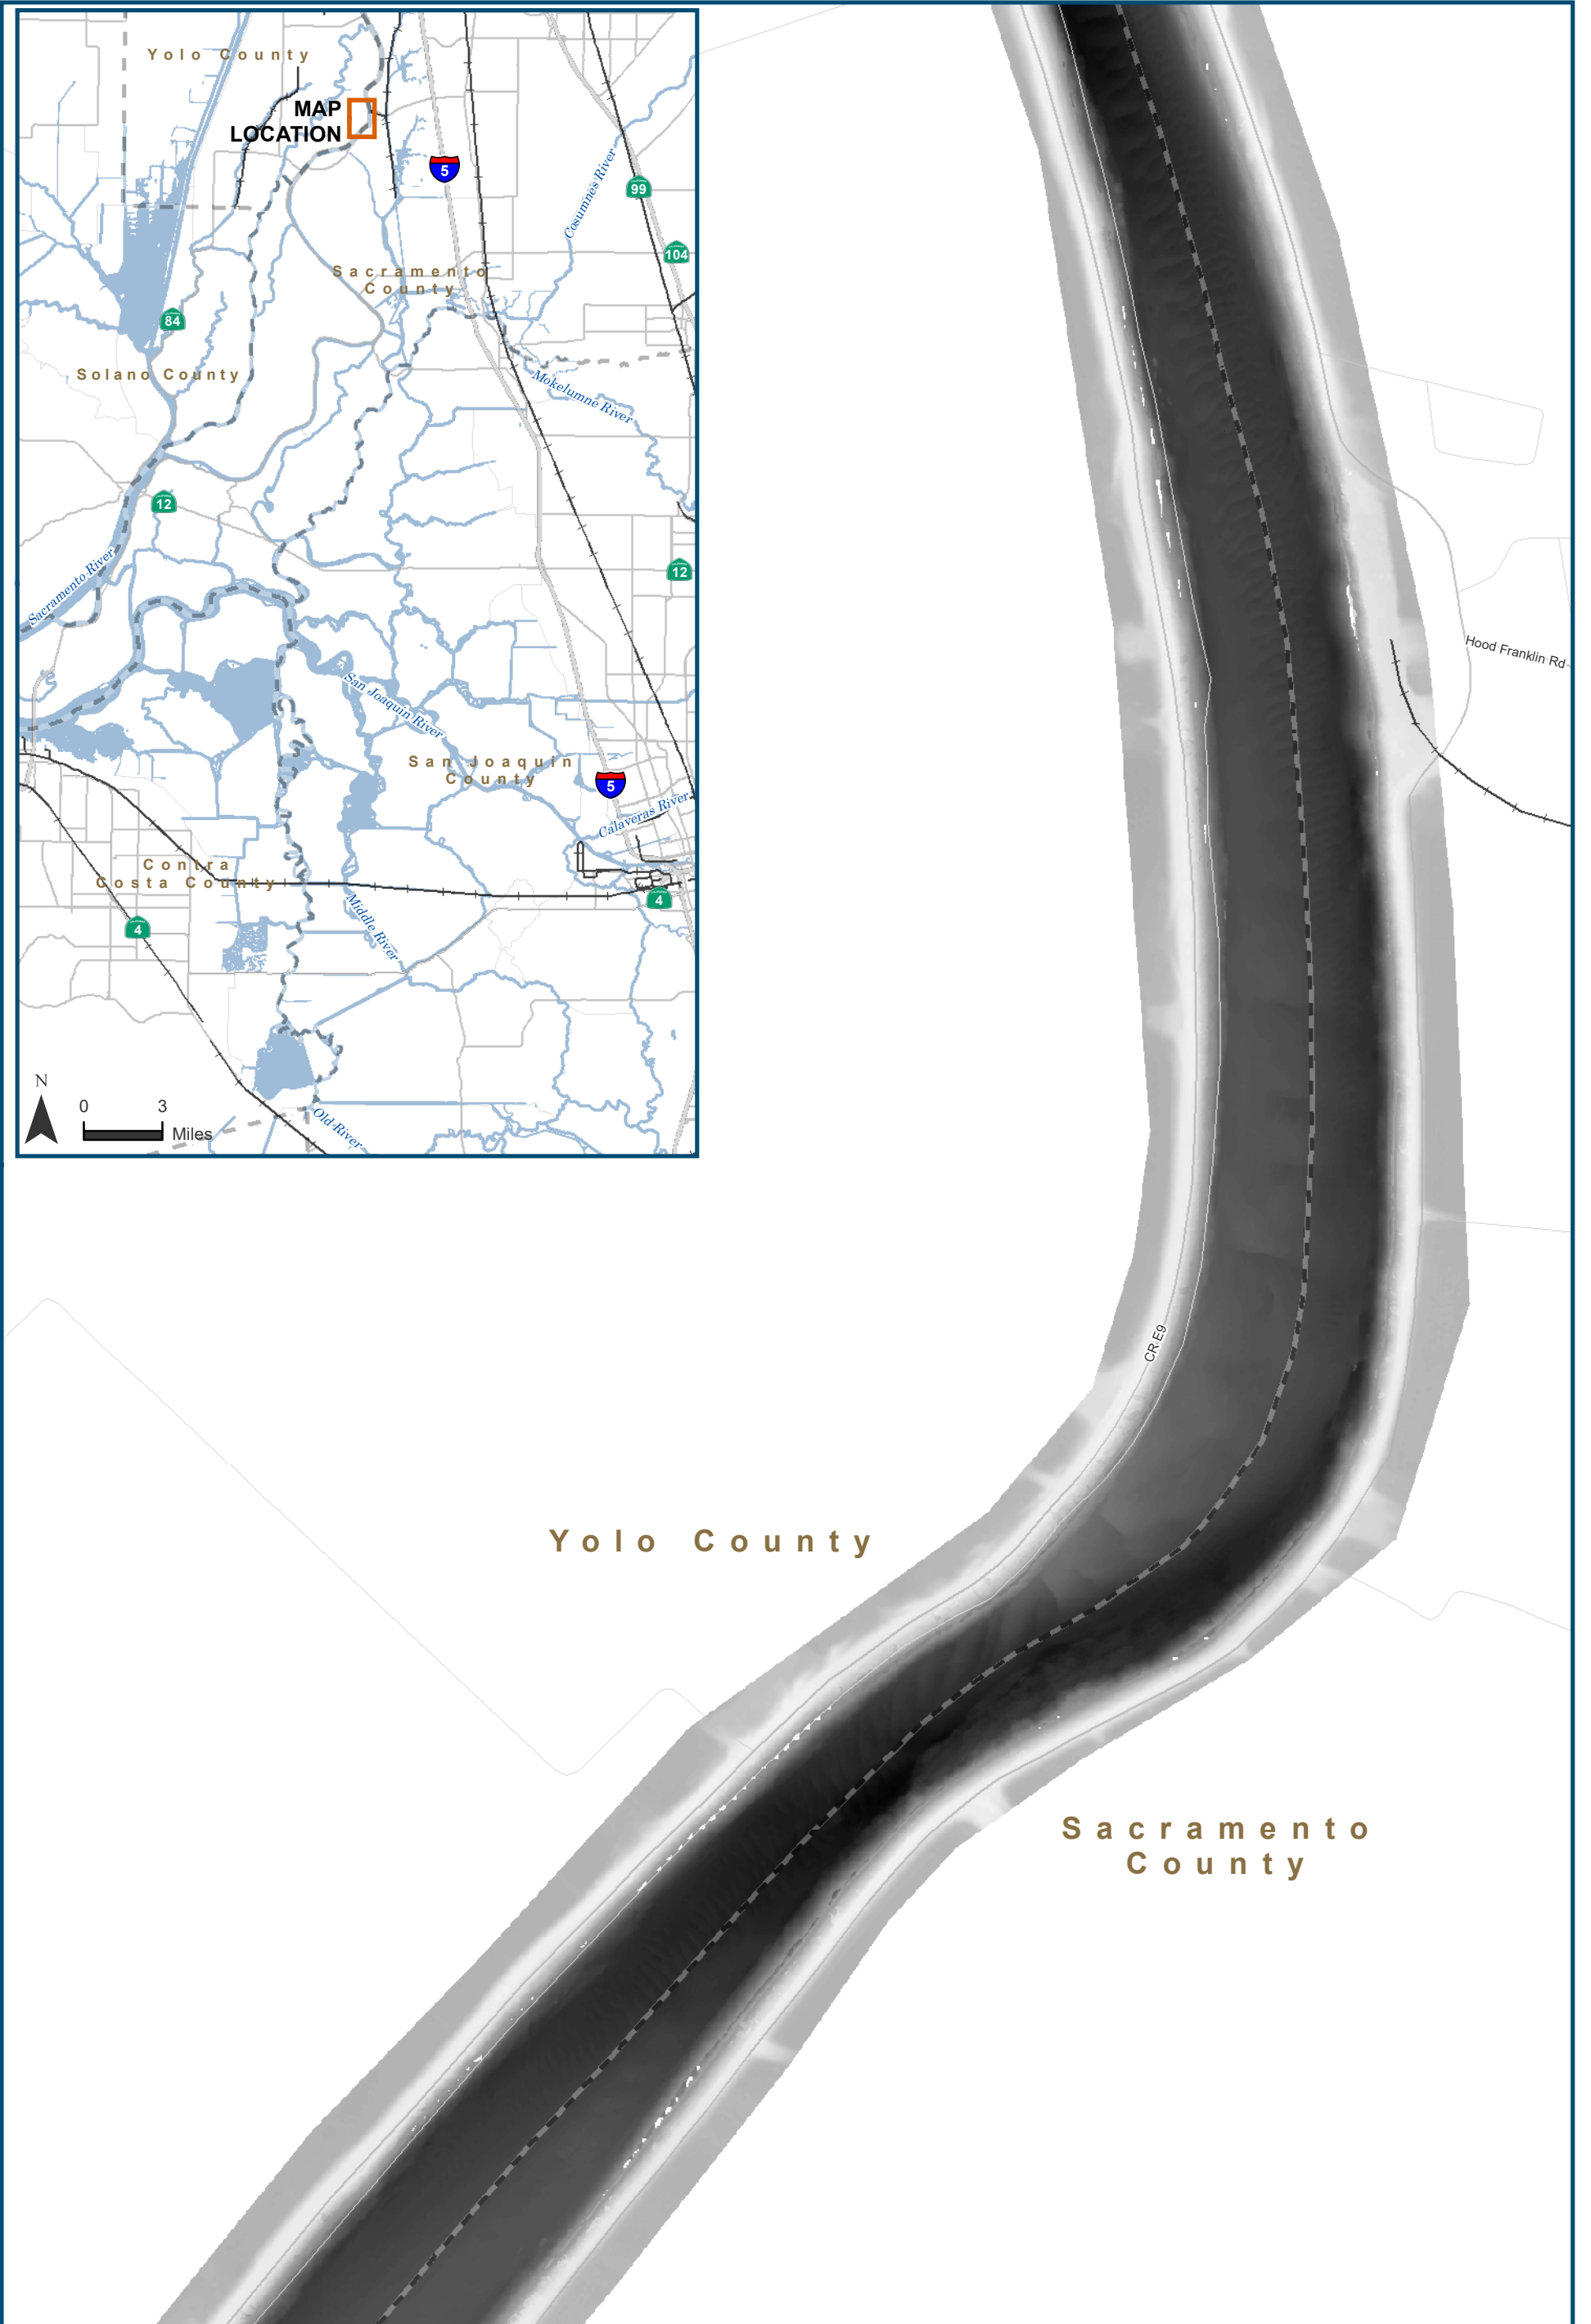 Yolo County
MAP
LOCATION
5
Cosumnes River
99
104
Sacramento
County
84
Solano County
Mokelumne River
12
Sacramento River
12
San Joaquin River
San Joaquin
County
5
Calaveras River
Contra
Costa County
4
4
Middle River
N
0 3
Miles
Old River
Hood Franklin Rd
CR E9
Yolo County
Sacramento
County